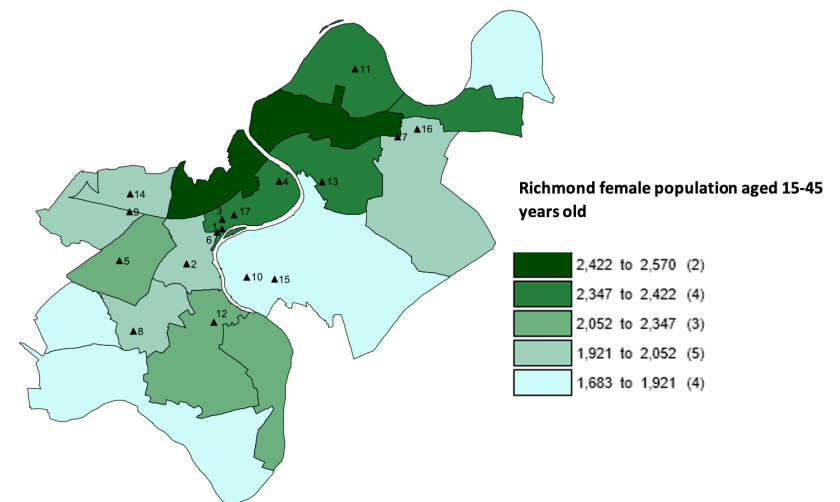 11
16
7
Richmond female population aged 15-45
years old
4
13
14
9
3
17
1
6
5
2
10
15
12
8
2,422 to 2,570 (2)
2,347 to 2,422 (4)
2,052 to 2,347 (3)
1,921 to 2,052 (5)
1,683 to 1,921 (4)